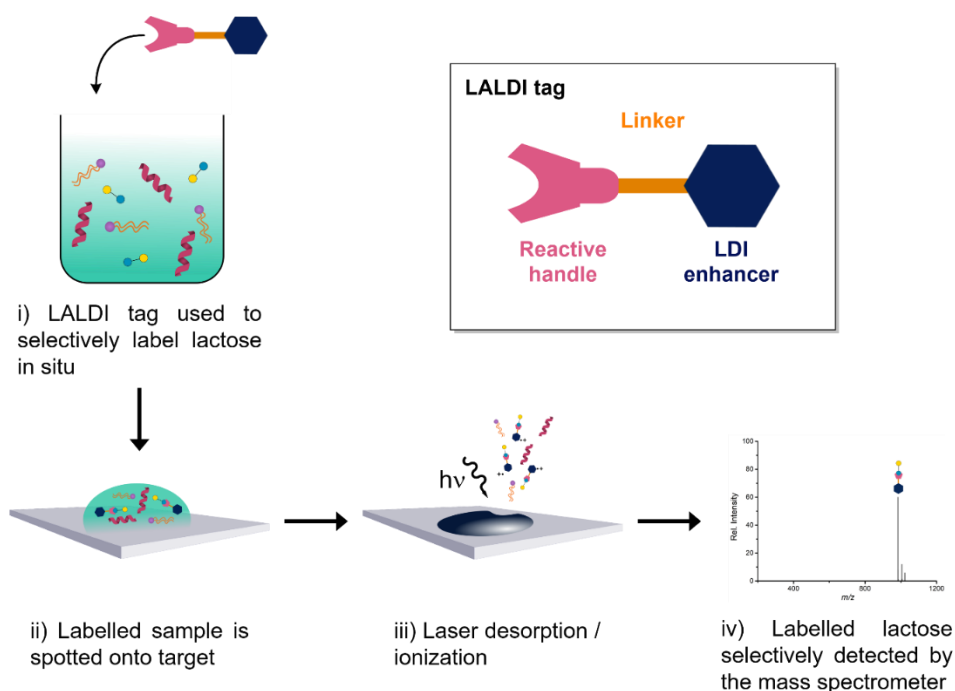 LALDI tag
Linker
Reactive
handle
LDI
enhancer
i) LALDI tag used to
selectively label lactose
in situ
hν
Rel. Intensity
100
80
60
40
20
0
400
800
1200
m/z
ii) Labelled sample is
spotted onto target
iii) Laser desorption /
ionization
iv) Labelled lactose
selectively detected by
the mass spectrometer